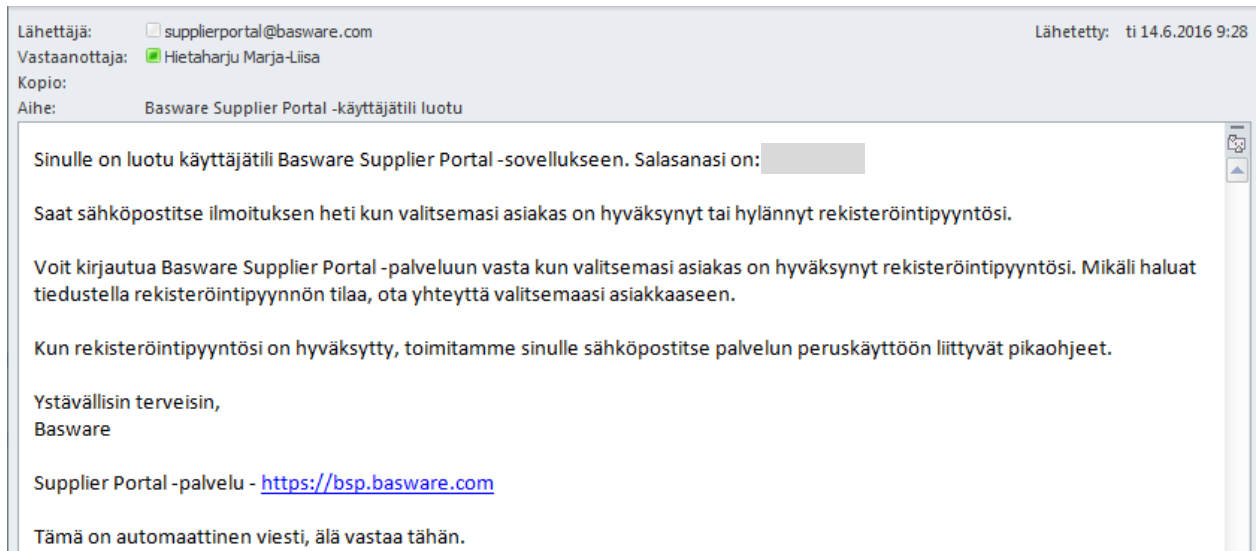 Lähettäjä: supplierportal@basware.com Lähetetty: ti 14.6.2016 9:28
Vastaanottaja: Hietaharju Marja-Liisa
Kopio:
Aihe: Basware Supplier Portal -käyttäjätili luotu
Sinulle on luotu käyttäjätili Basware Supplier Portal -sovellukseen. Salasanasi on:
Saat sähköpostitse ilmoituksen heti kun valitsemasi asiakas on hyväksynyt tai hylännyt rekisteröintipyyntösi.
Voit kirjautua Basware Supplier Portal -palveluun vasta kun valitsemasi asiakas on hyväksynyt rekisteröintipyyntösi. Mikäli haluat
tiedustella rekisteröintipyynnön tilaa, ota yhteyttä valitsemaasi asiakkaaseen.
Kun rekisteröintipyyntösi on hyväksytty, toimitamme sinulle sähköpostitse palvelun peruskäyttöön liittyvät pikaohjeet.
Ystävällisin terveisin,
Basware
Supplier Portal -palvelu - https://bsp.basware.com
Tämä on automaattinen viesti, älä vastaa tähän.